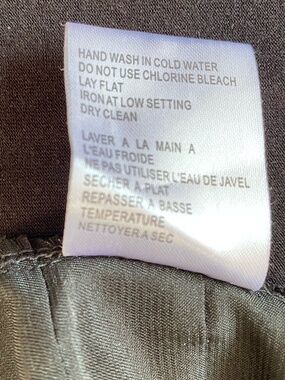 HAND WASH IN COLD WATER
DO NOT USE CHLORINE BLEACH
LAY FLAT
IRON AT LOW SETTING
DRY CLEAN
LAVER A LA MAIN A
L'EAU FROIDE
NE PAS UTILISER L'EAU DE JAVEL
SECHER A PLAT
REPASSER A BASSE
TEMPERATURE
NETTOYER A SEC